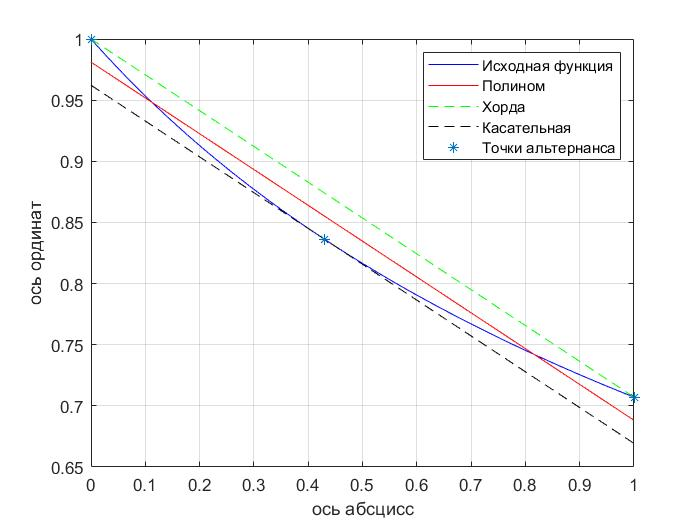 1
0.95
0.9
0.85
0.8
0.75
0.7
0.65
ось ординат
Исходная функция
Полином
Хорда
Касательная
Точки альтернанса
0 0.1 0.2 0.3 0.4 0.5 0.6 0.7 0.8 0.9 1
ось абсцисс